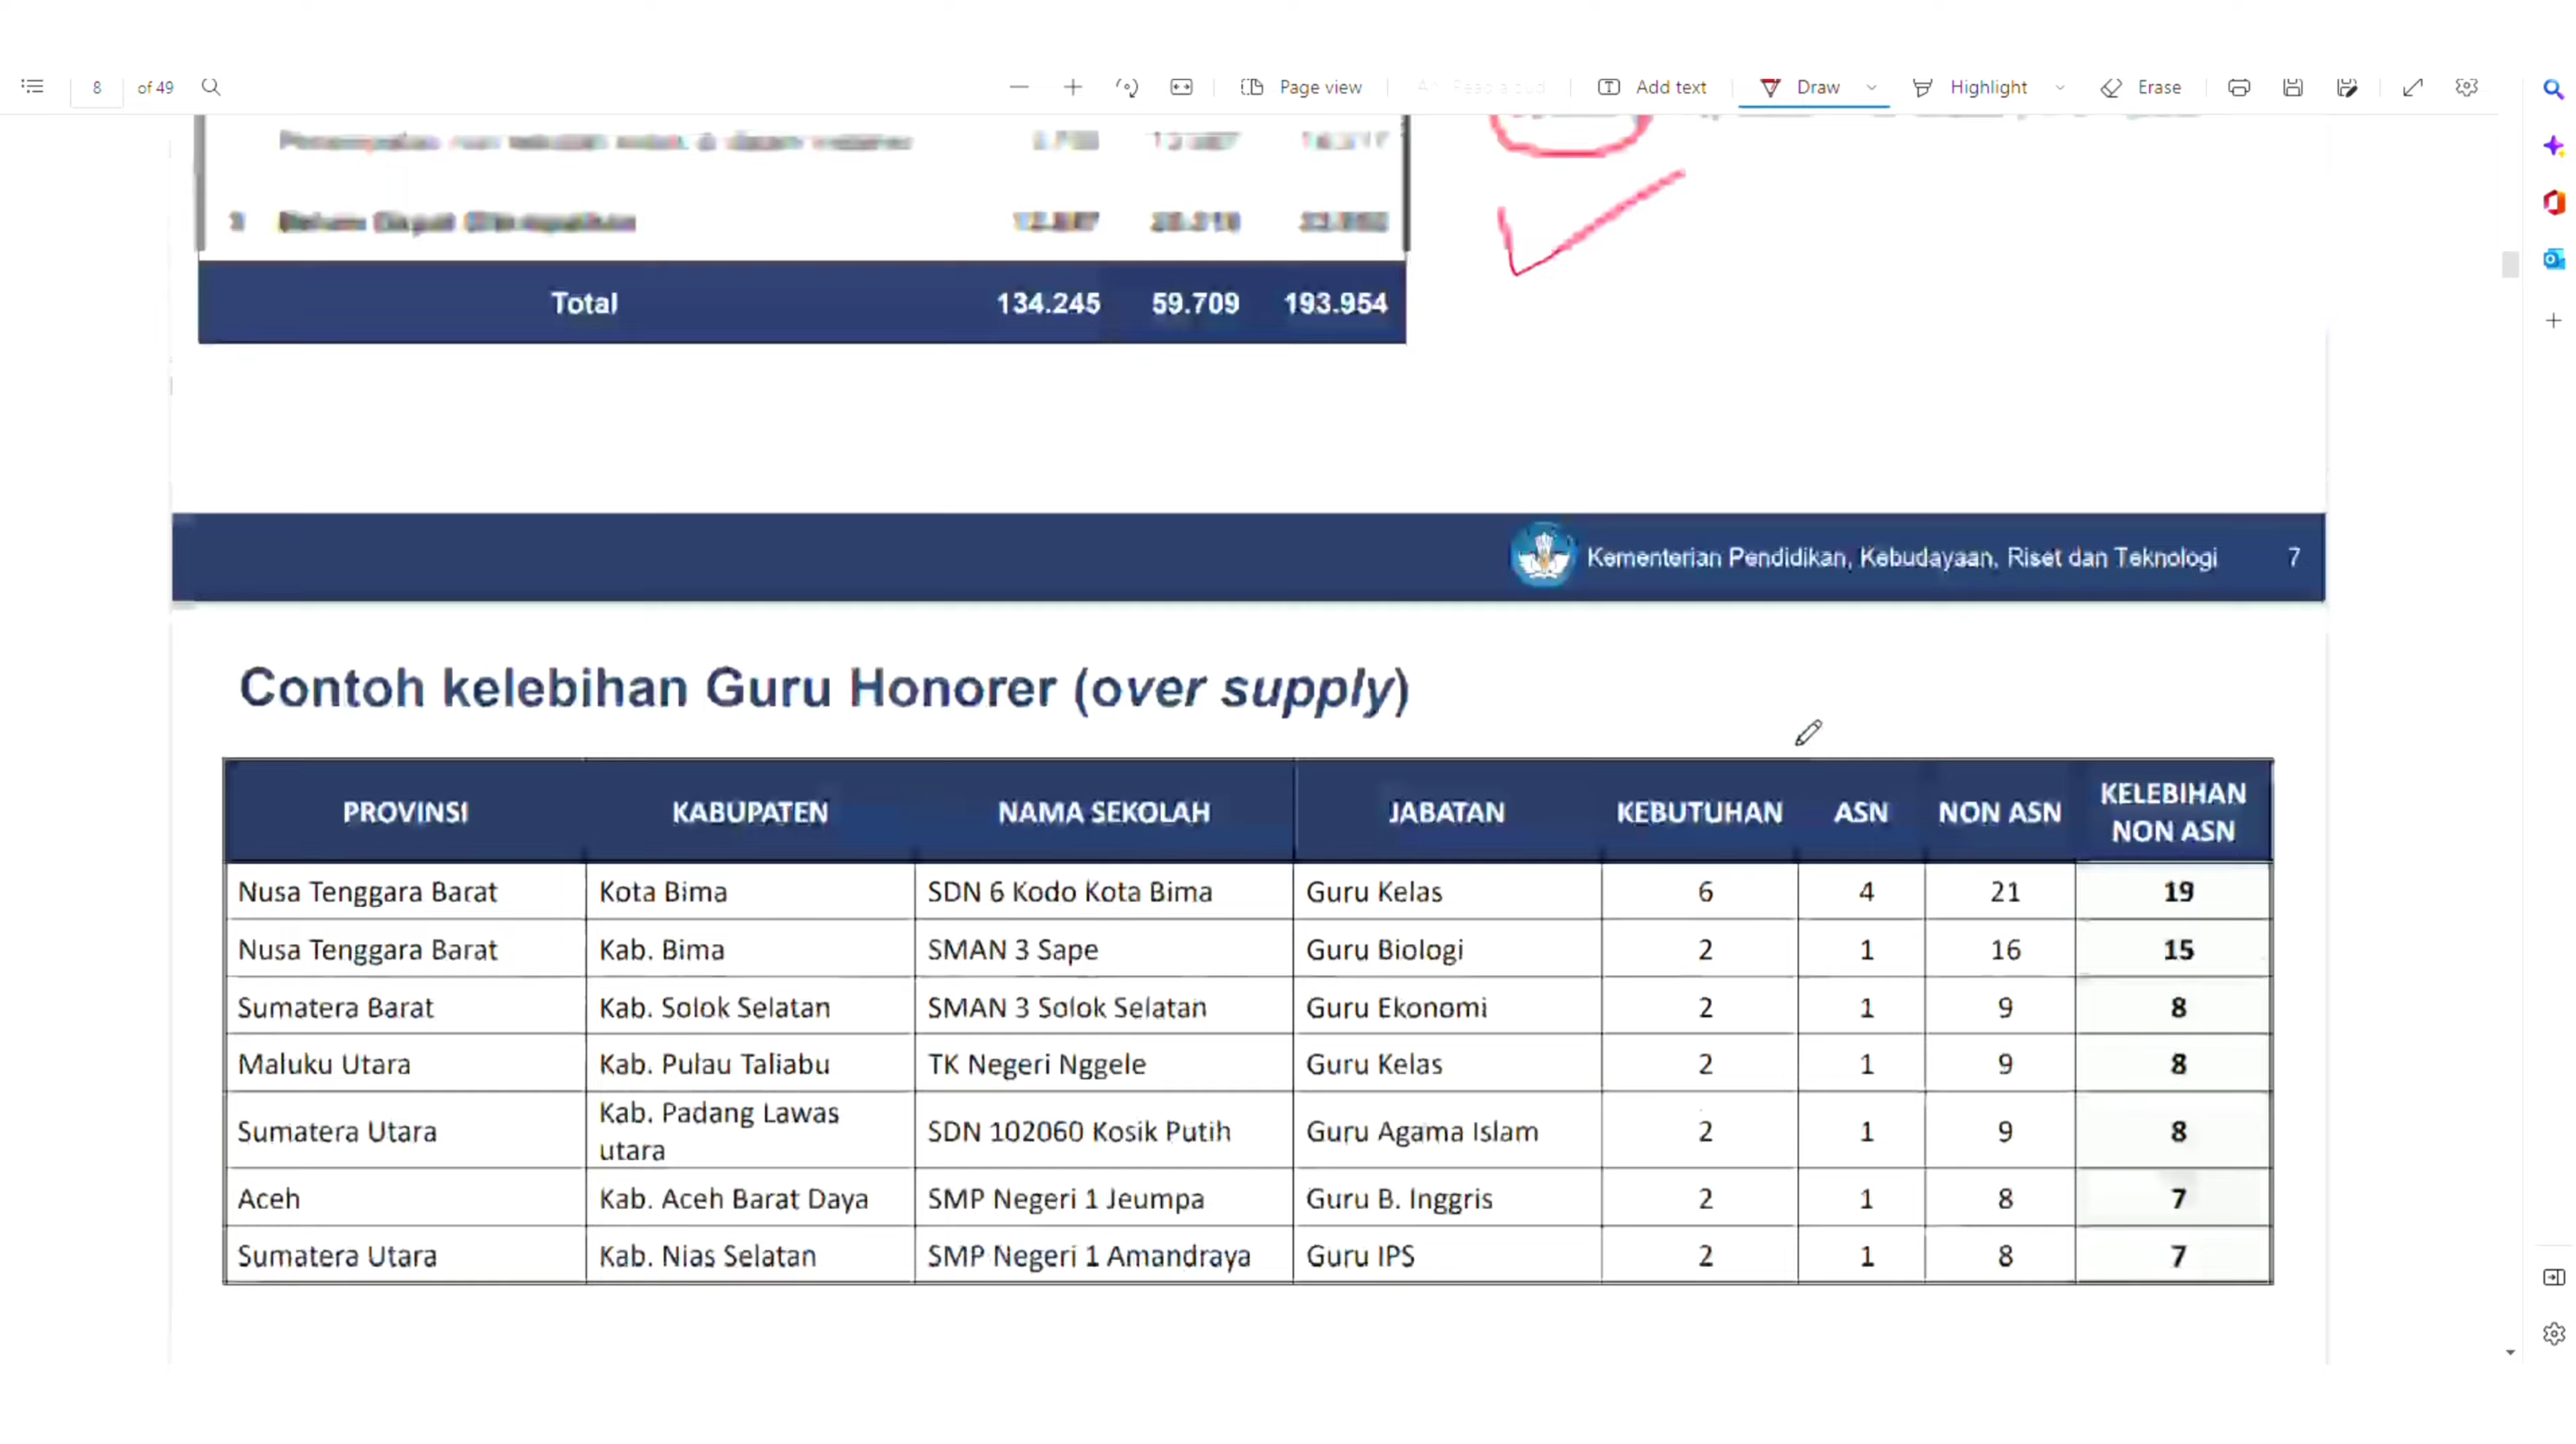 8 of 49 Page view Add text Draw Highlight Erase
Total 134.245 59.709 193.954
Kementerian Pendidikan, Kebudayaan, Riset dan Teknologi 7
Contoh kelebihan Guru Honorer (over supply)
PROVINSI KABUPATEN NAMA SEKOLAH JABATAN KEBUTUHAN ASN NON ASN KELEBIHAN NON ASN
Nusa Tenggara Barat Kota Bima SDN 6 Kodo Kota Bima Guru Kelas 6 4 21 19
Nusa Tenggara Barat Kab. Bima SMAN 3 Sape Guru Biologi 2 1 16 15
Sumatera Barat Kab. Solok Selatan SMAN 3 Solok Selatan Guru Ekonomi 2 1 9 8
Maluku Utara Kab. Pulau Taliabu TK Negeri Nggele Guru Kelas 2 1 9 8
Sumatera Utara Kab. Padang Lawas utara SDN 102060 Kosik Putih Guru Agama Islam 2 1 9 8
Aceh Kab. Aceh Barat Daya SMP Negeri 1 Jeumpa Guru B. Inggris 2 1 8 7
Sumatera Utara Kab. Nias Selatan SMP Negeri 1 Amandraya Guru IPS 2 1 8 7